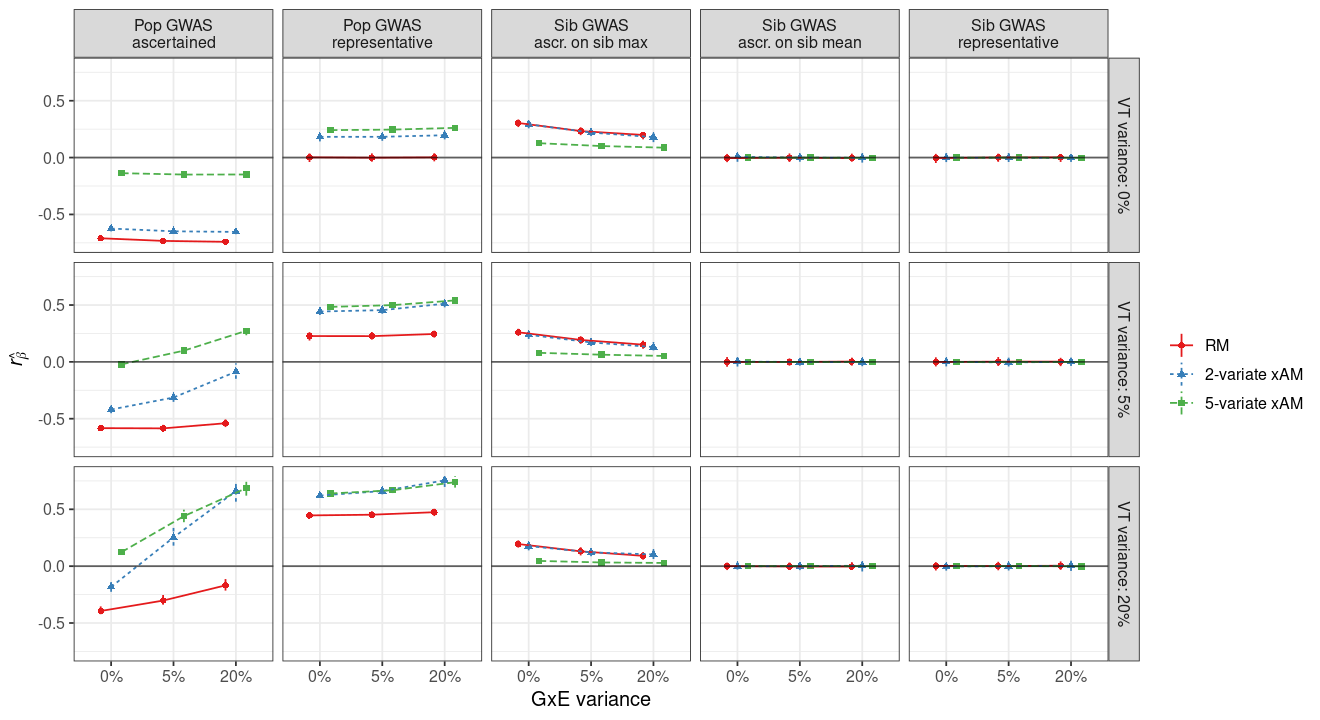 Pop GWAS
ascertained
Pop GWAS
representative
Sib GWAS
ascr. on sib max
Sib GWAS
ascr. on sib mean
Sib GWAS
representative
0.5
0.0
-0.5
VT variance: 0%
0.5
0.0
-0.5
VT variance: 5%
0.5
0.0
-0.5
VT variance: 20%
r_β̂
0% 5% 20% 0% 5% 20% 0% 5% 20% 0% 5% 20% 0% 5% 20%
GxE variance
RM
2-variate xAM
5-variate xAM